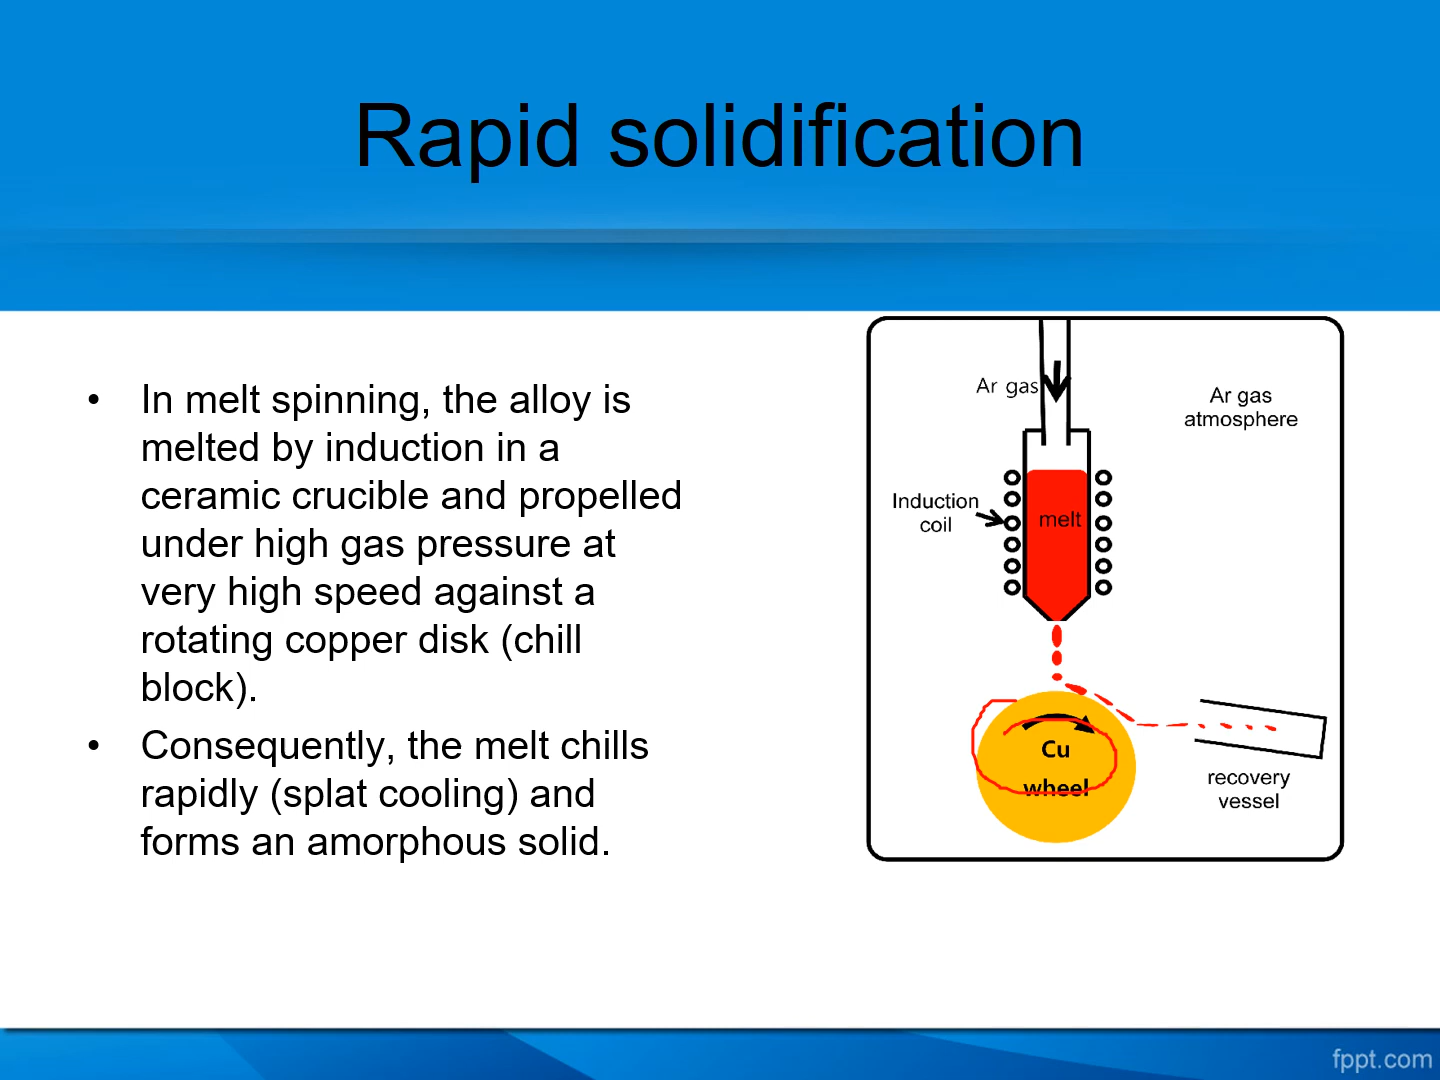 Rapid solidification
• In melt spinning, the alloy is
melted by induction in a
ceramic crucible and propelled
under high gas pressure at
very high speed against a
rotating copper disk (chill
block).
• Consequently, the melt chills
rapidly (splat cooling) and
forms an amorphous solid.
Ar gas
Ar gas
atmosphere
Induction
coil
melt
Cu
wheel
recovery
vessel
fppt.com